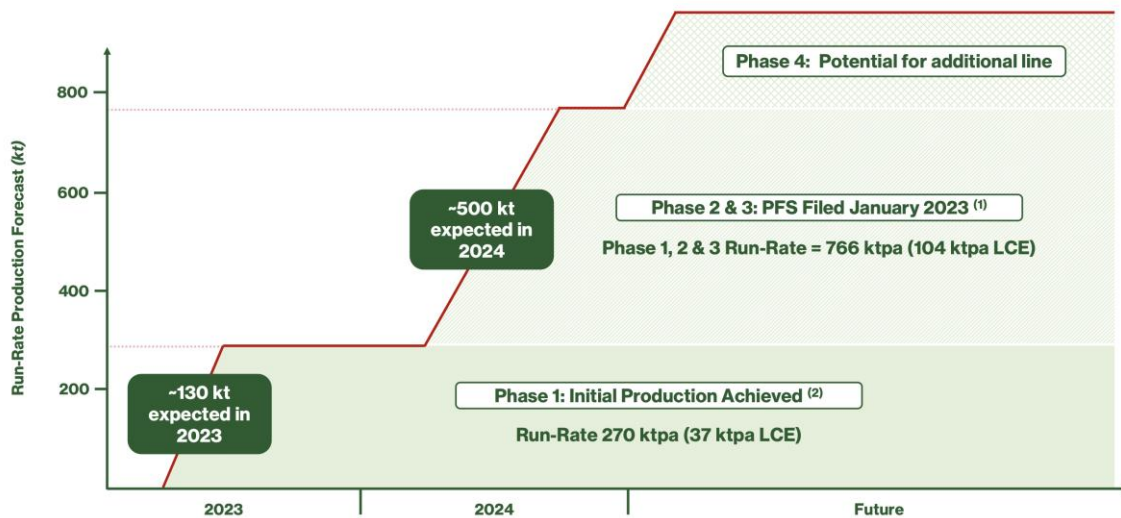 Run-Rate Production Forecast (kt)
800
600
400
200
Phase 4:  Potential for additional line
~500 kt
expected in
2024
Phase 2 & 3: PFS Filed January 2023 (1)
Phase 1, 2 & 3 Run-Rate = 766 ktpa (104 ktpa LCE)
~130 kt
expected in
2023
Phase 1: Initial Production Achieved (2)
Run-Rate 270 ktpa (37 ktpa LCE)
2023
2024
Future